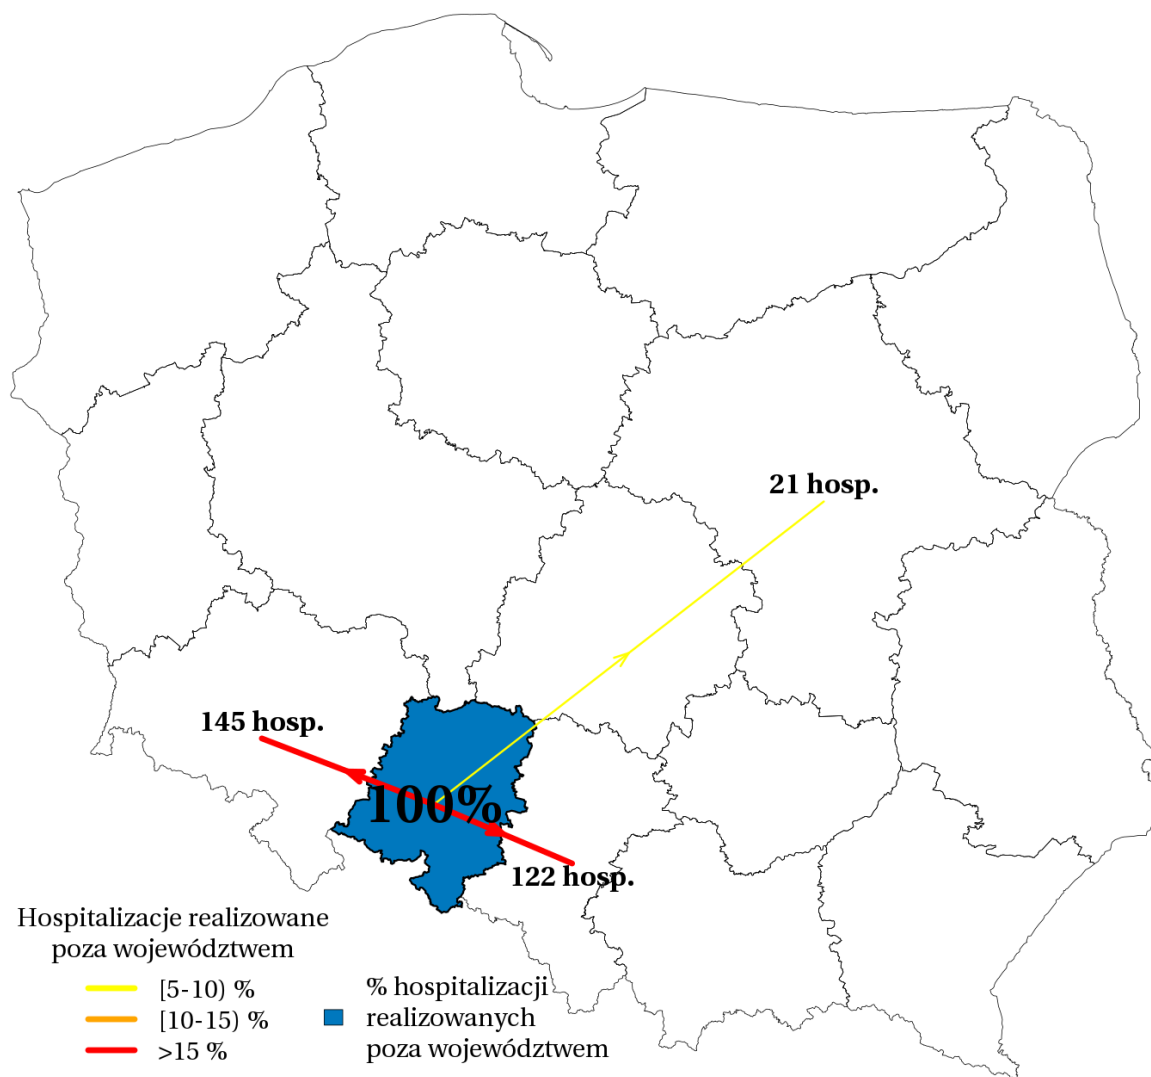 21 hosp.
145 hosp.
100%
122 hosp.
Hospitalizacje realizowane
poza województwem
[5-10) %
[10-15) %
>15 %
% hospitalizacji
realizowanych
poza województwem